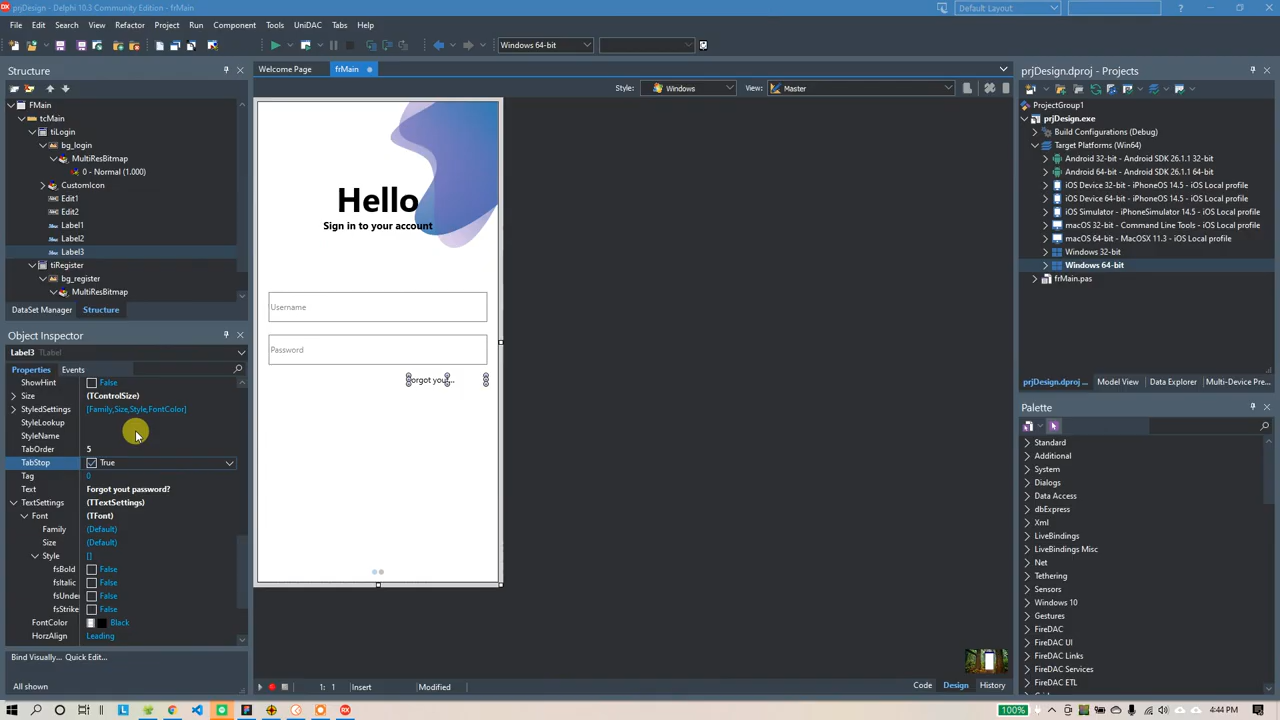 prjDesign - Delphi 10.3 Community Edition - frMain
Default Layout
File Edit Search View Refactor Project Run Component Tools UniDAC Tabs Help
Windows 64-bit
Structure
FMain
tcMain
tiLogin
bg_login
MultiResBitmap
0 - Normal (1.000)
CustomIcon
Edit1
Edit2
Label1
Label2
Label3
tiRegister
bg_register
MultiResBitmap
DataSet Manager Structure
Object Inspector
Label3 TLabel
Properties Events
ShowHint False
Size (TControlSize)
StyledSettings [Family,Size,Style,FontColor]
StyleLookup
StyleName
TabOrder 5
TabStop True
Tag 0
Text Forgot yout password?
TextSettings (TTextSettings)
Font (TFont)
Family (Default)
Size (Default)
Style []
fsBold False
fsItalic False
fsUnder False
fsStrike False
FontColor Black
HorzAlign Leading
Bind Visually... Quick Edit...
All shown
Welcome Page frMain
Style: Windows View: Master
Hello
Sign in to your account
Username
Password
1: 1 Insert Modified
Code Design History
prjDesign.dproj - Projects
ProjectGroup1
prjDesign.exe
Build Configurations (Debug)
Target Platforms (Win64)
Android 32-bit - Android SDK 26.1.1 32-bit
Android 64-bit - Android SDK 26.1.1 64-bit
iOS Device 32-bit - iPhoneOS 14.5 - iOS Local profile
iOS Device 64-bit - iPhoneOS 14.5 - iOS Local profile
iOS Simulator - iPhoneSimulator 14.5 - iOS Local profile
macOS 32-bit - Command Line Tools - iOS Local profile
macOS 64-bit - MacOSX 11.3 - iOS Local profile
Windows 32-bit
Windows 64-bit
frMain.pas
prjDesign.dproj ... Model View Data Explorer Multi-Device Pre...
Palette
Standard
Additional
System
Dialogs
Data Access
dbExpress
Xml
LiveBindings
LiveBindings Misc
Net
Tethering
Sensors
Windows 10
Gestures
FireDAC
FireDAC UI
FireDAC Links
FireDAC Services
FireDAC ETL
100% 4:44 PM